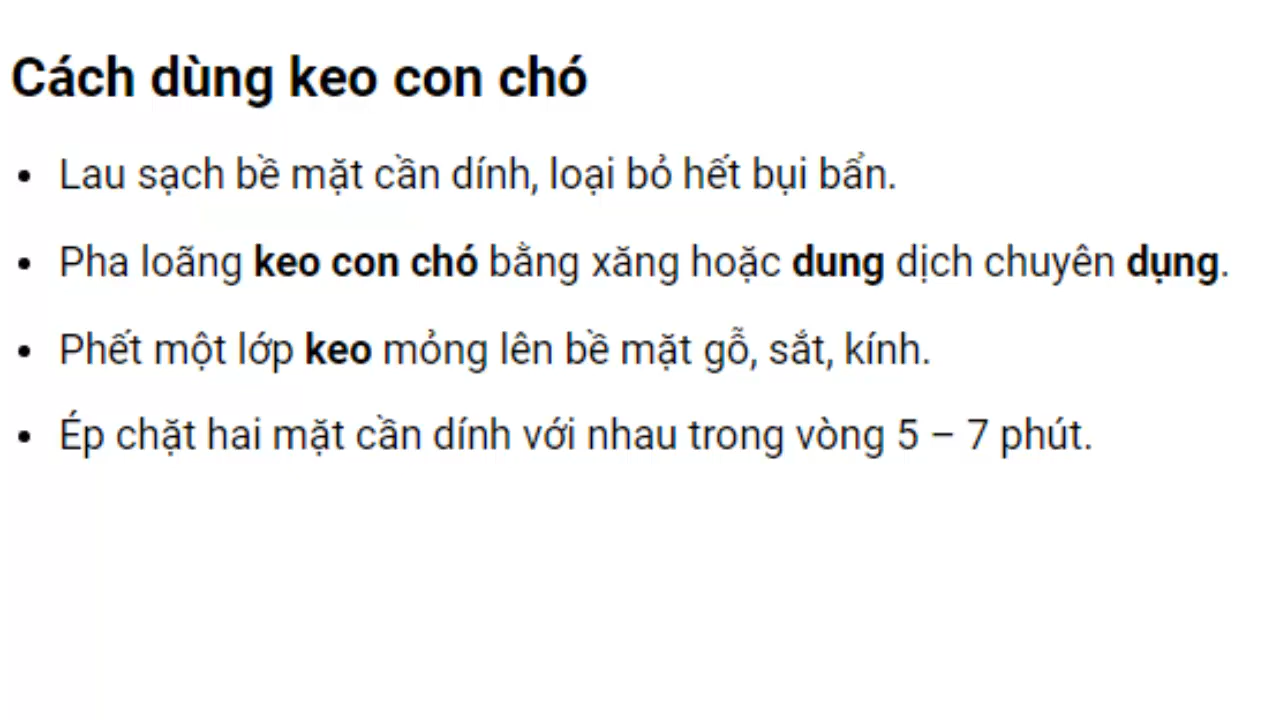 Cách dùng keo con chó
• Lau sạch bề mặt cần dính, loại bỏ hết bụi bẩn.
• Pha loãng keo con chó bằng xăng hoặc dung dịch chuyên dụng.
• Phết một lớp keo mỏng lên bề mặt gỗ, sắt, kính.
• Ép chặt hai mặt cần dính với nhau trong vòng 5 – 7 phút.